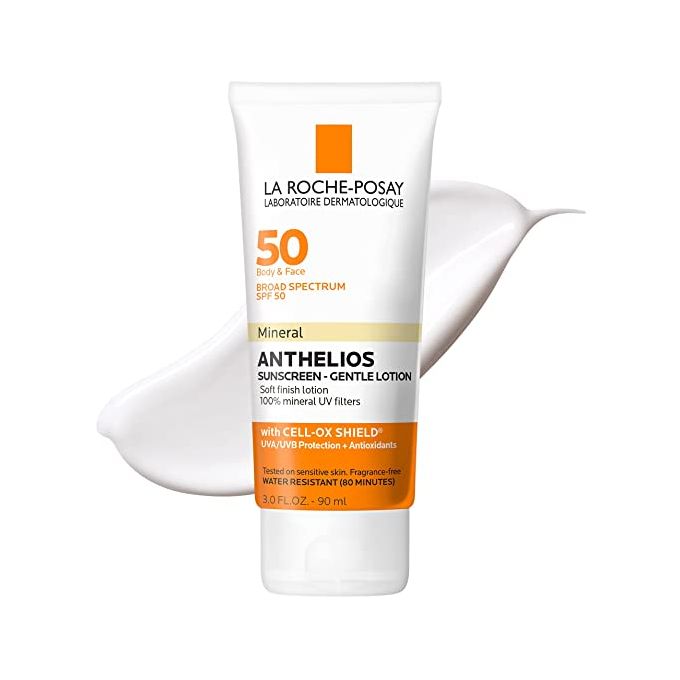 LA ROCHE-POSAY
LABORATOIRE DERMATOLOGIQUE
50
Body & Face
BROAD SPECTRUM
SPF 50
Mineral
ANTHELIOS
SUNSCREEN - GENTLE LOTION
Soft finish lotion
100% mineral UV filters
with CELL-OX SHIELD®
UVA/UVB Protection + Antioxidants
Tested on sensitive skin. Fragrance-free
WATER RESISTANT (80 MINUTES)
3.0 FL.OZ. - 90 ml